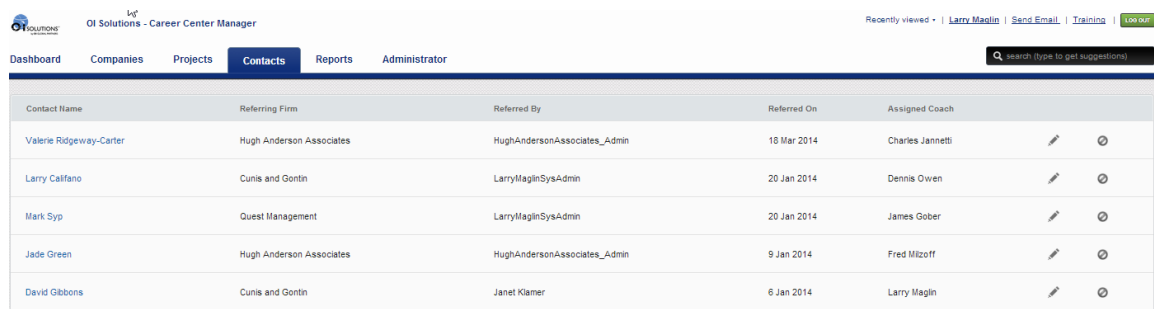 OI SOLUTIONS
OI Solutions - Career Center Manager
Recently viewed | Larry Maglin | Send Email | Training | LOG OUT
Dashboard Companies Projects Contacts Reports Administrator
search (type to get suggestions)
Contact Name Referring Firm Referred By Referred On Assigned Coach
Valerie Ridgeway-Carter Hugh Anderson Associates HughAndersonAssociates_Admin 18 Mar 2014 Charles Jannetti
Larry Califano Cunis and Gontin LarryMaglinSysAdmin 20 Jan 2014 Dennis Owen
Mark Syp Quest Management LarryMaglinSysAdmin 20 Jan 2014 James Gober
Jade Green Hugh Anderson Associates HughAndersonAssociates_Admin 9 Jan 2014 Fred Milzoff
David Gibbons Cunis and Gontin Janet Klamer 6 Jan 2014 Larry Maglin